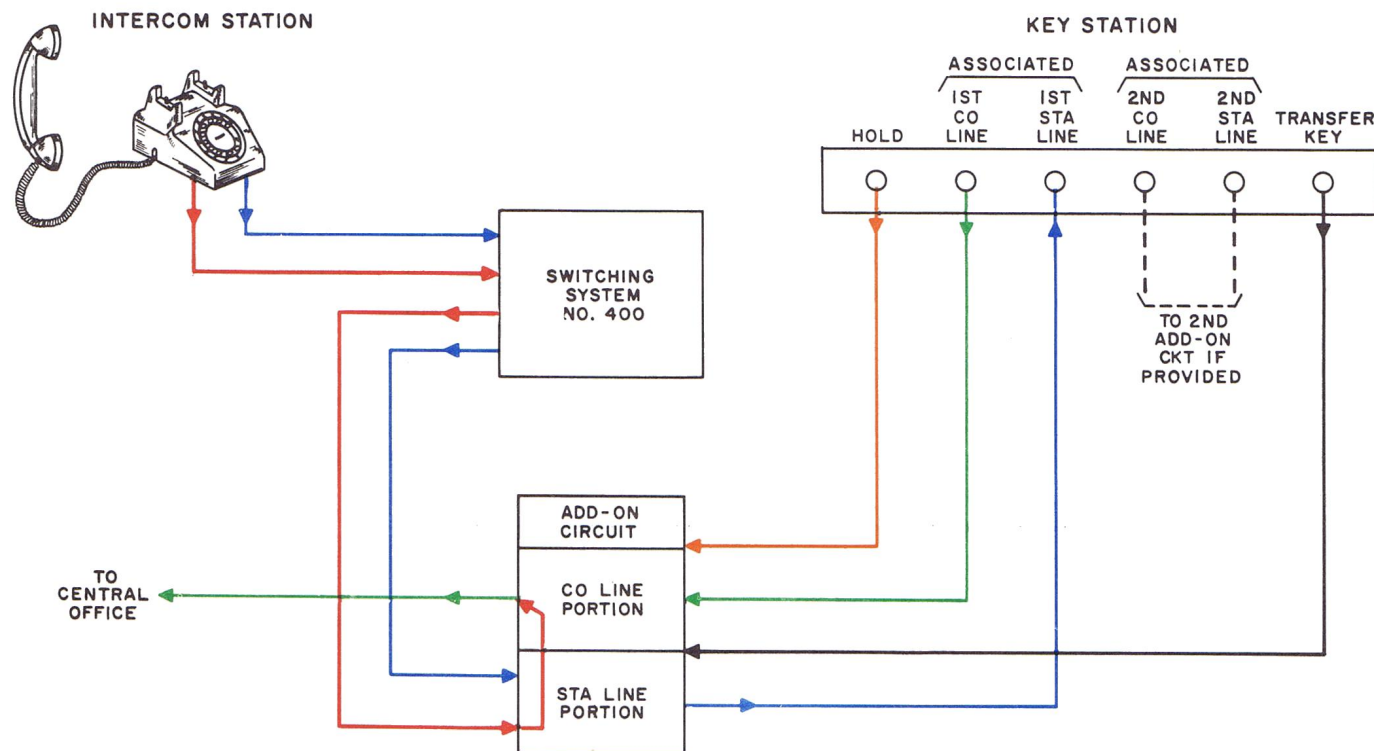 INTERCOM STATION
KEY STATION
ASSOCIATED
ASSOCIATED
HOLD
1ST
CO
LINE
1ST
STA
LINE
2ND
CO
LINE
2ND
STA
LINE
TRANSFER
KEY
SWITCHING
SYSTEM
NO. 400
TO 2ND
ADD-ON
CKT IF
PROVIDED
ADD-ON
CIRCUIT
TO
CENTRAL
OFFICE
CO LINE
PORTION
STA LINE
PORTION